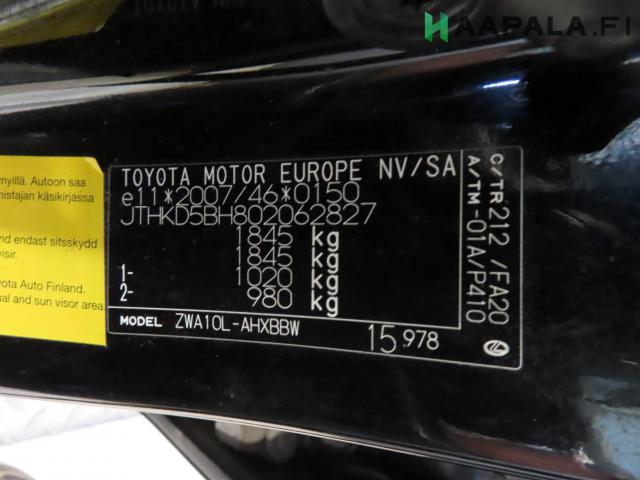 HAAPALA.FI
TOYOTA MOTOR EUROPE NV/SA
e11*2007/46*0150
JTHKD5BH802062827
1845 kg
1845 kg
1- 1020 kg
2- 980 kg
MODEL ZWA10L-AHXBBW
15 978
C/TR 212 /FA20
A/TM -01A/P410
nyillä. Autoon saa
mistajan käsikirjassa
nd endast sitsskydd
visir.
yota Auto Finland.
ual and sun visor area.